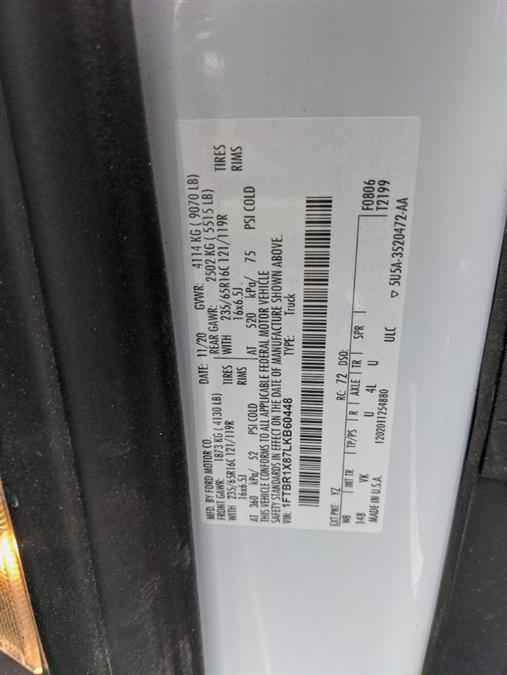 MFD. BY FORD MOTOR CO.
DATE: 11/20 GVWR: 4114 KG ( 9070 LB)
FRONT GAWR: 1873 KG ( 4130 LB) REAR GAWR: 2502 KG ( 5515 LB)
WITH 235/65R16C 121/119R TIRES WITH 235/65R16C 121/119R TIRES
16x6.5J RIMS 16x6.5J RIMS
AT 360 kPa/ 52 PSI COLD AT 520 kPa/ 75 PSI COLD
THIS VEHICLE CONFORMS TO ALL APPLICABLE FEDERAL MOTOR VEHICLE
SAFETY STANDARDS IN EFFECT ON THE DATE OF MANUFACTURE SHOWN ABOVE.
VIN: 1FTBR1X87LKB60448
TYPE: Truck
F0806
T2199
EXT PNT: YZ RC: 72 DSO:
WB INT TR TP/PS R AXLE TR SPR
148 VK U 4L U
MADE IN U.S.A. 1202011254880 ULC
▽ 5U5A-3520472-AA